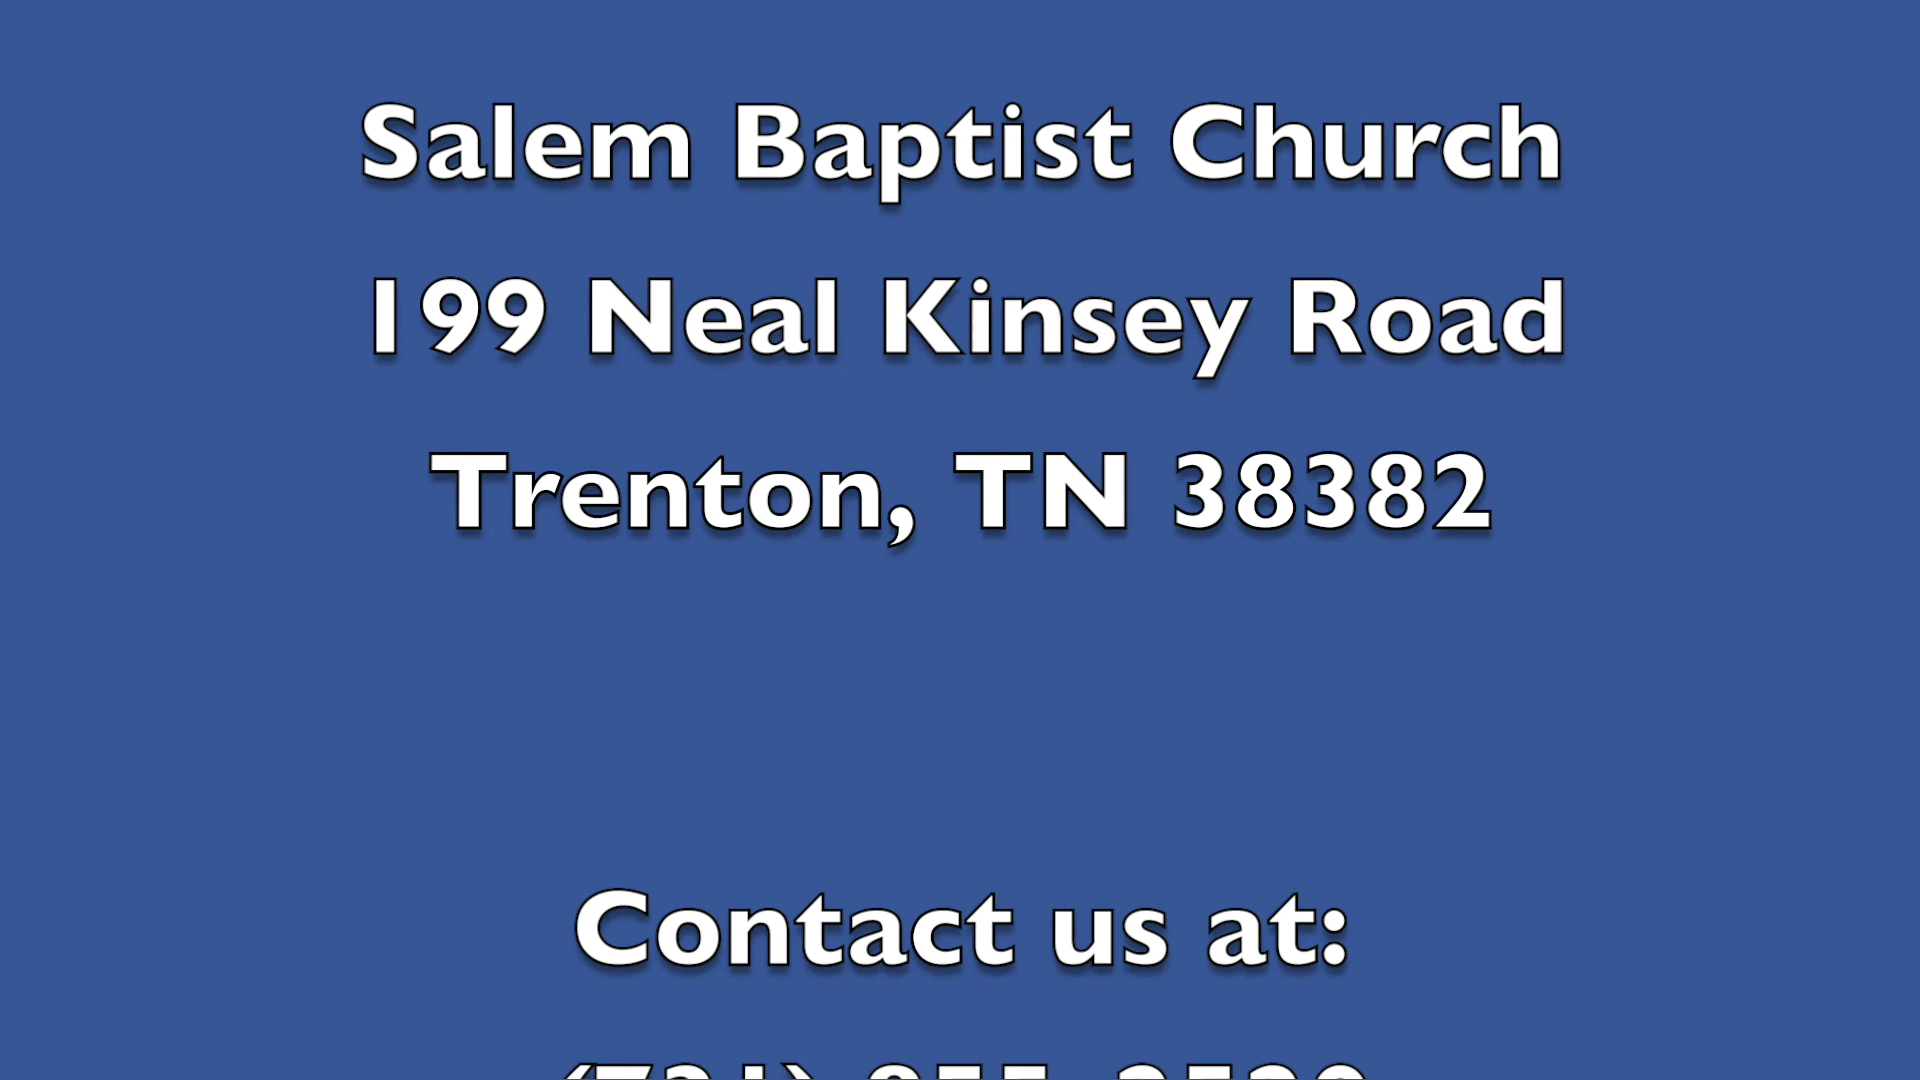 Salem Baptist Church
199 Neal Kinsey Road
Trenton, TN 38382
Contact us at: